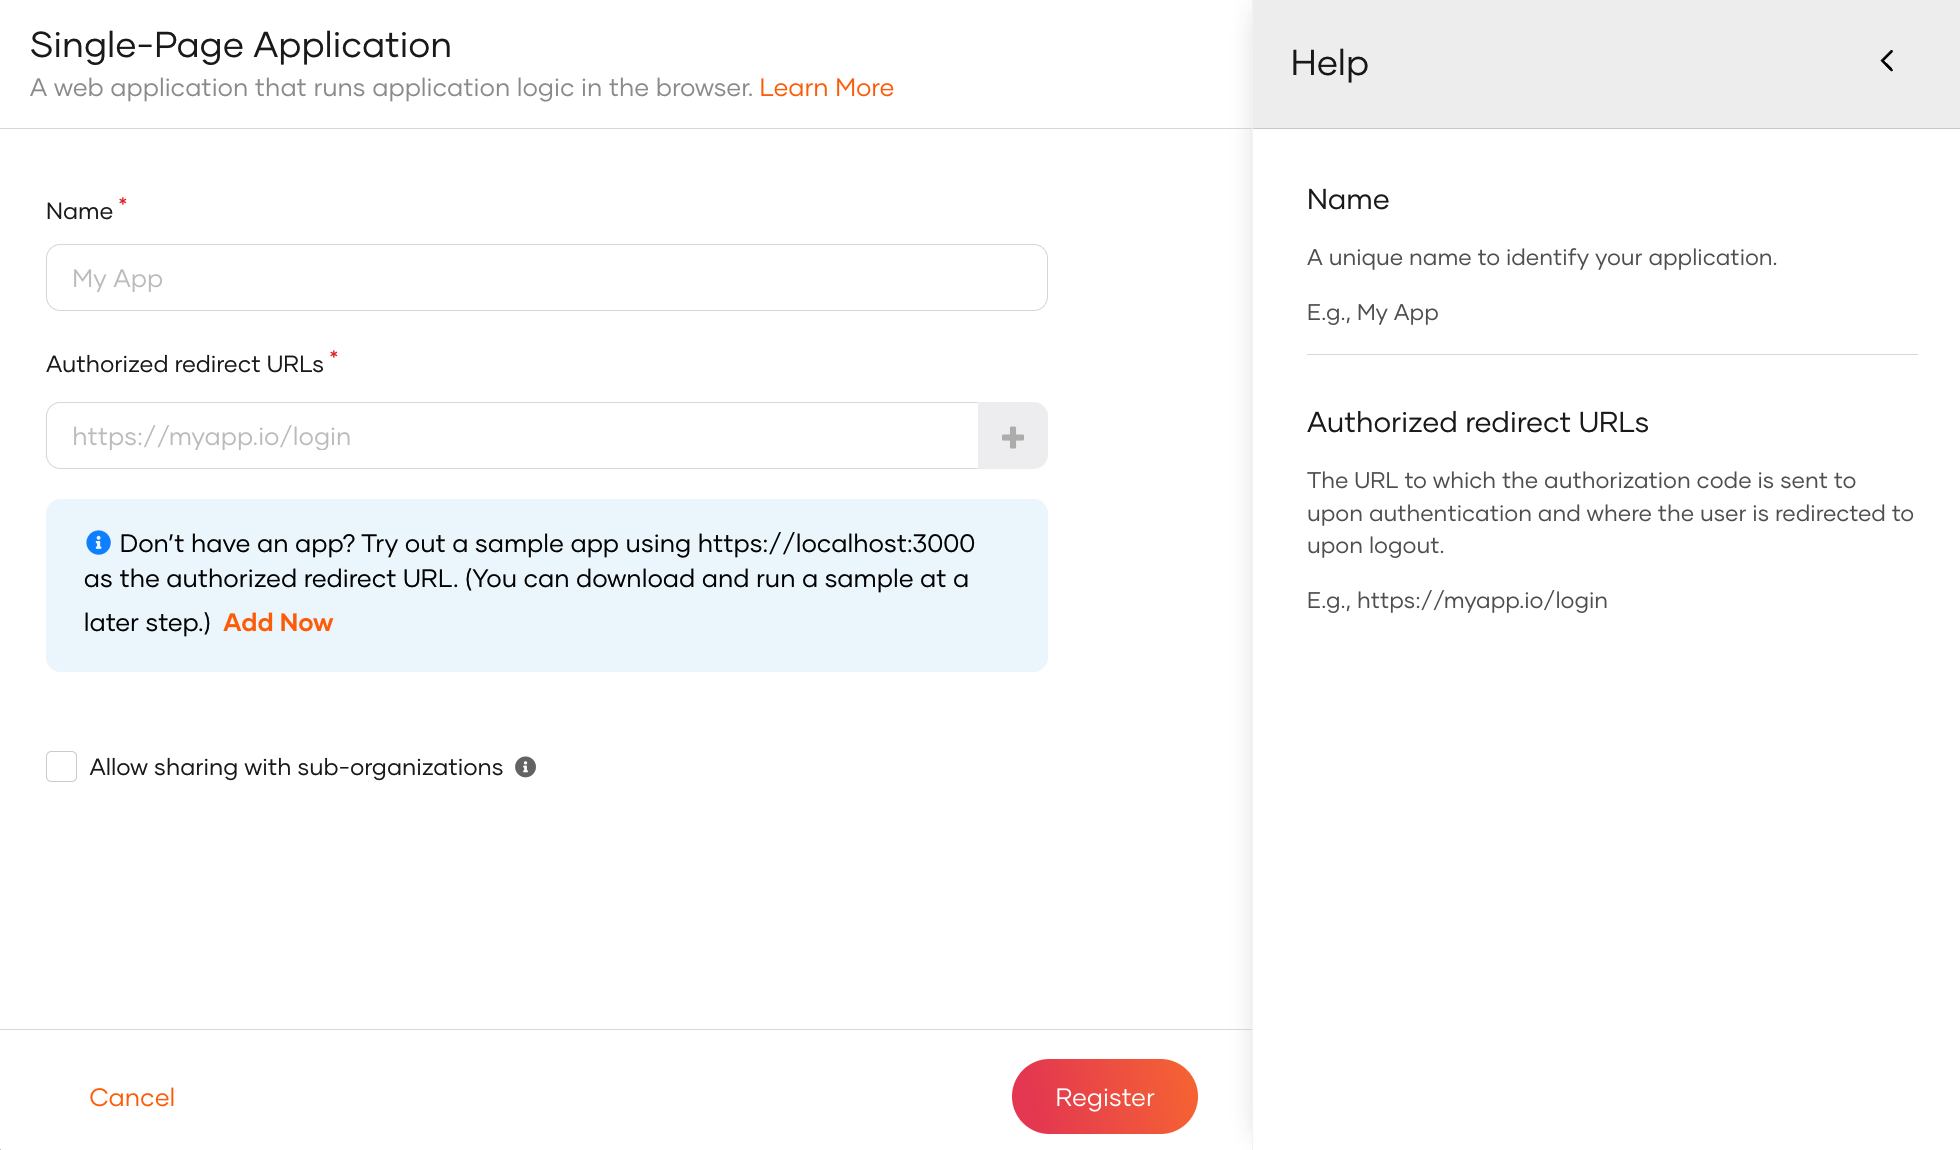 Single-Page Application
A web application that runs application logic in the browser. Learn More
Name *
My App
Authorized redirect URLs *
https://myapp.io/login
Don't have an app? Try out a sample app using https://localhost:3000
as the authorized redirect URL. (You can download and run a sample at a
later step.) Add Now
Allow sharing with sub-organizations
Cancel
Register
Help
Name
A unique name to identify your application.
E.g., My App
Authorized redirect URLs
The URL to which the authorization code is sent to
upon authentication and where the user is redirected to
upon logout.
E.g., https://myapp.io/login